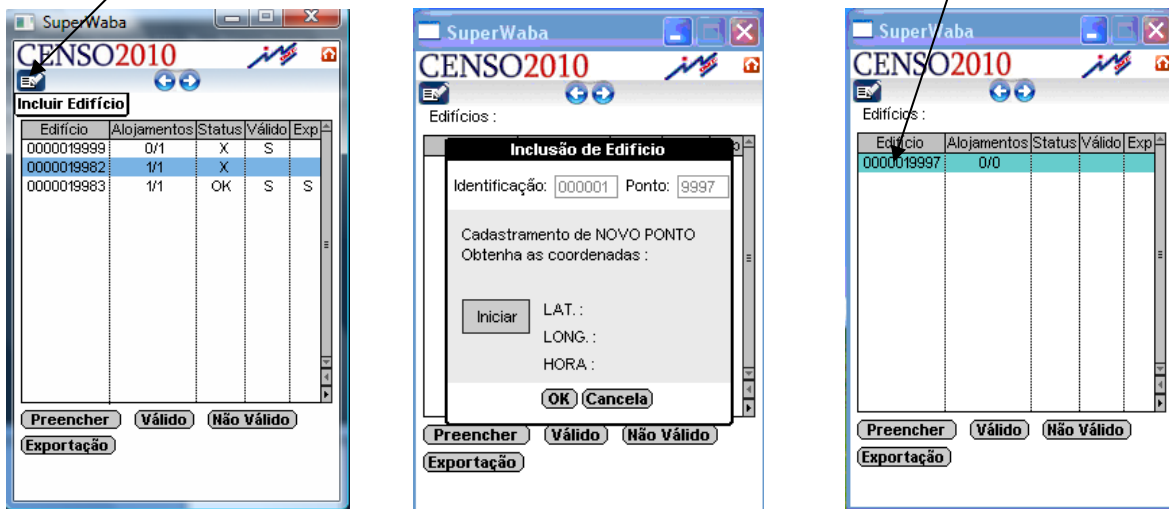 SuperWaba
CENSO2010
Incluir Edifício
Edifício Alojamentos Status Válido Exp
0000019999 0/1 X S
0000019982 1/1 X
0000019983 1/1 OK S S
Preencher Válido Não Válido
Exportação
SuperWaba
CENSO2010
Edifícios :
Inclusão de Edificio
Identificação: 000001 Ponto: 9997
Cadastramento de NOVO PONTO
Obtenha as coordenadas :
Iniciar
LAT. :
LONG. :
HORA :
OK Cancela
Preencher Válido Não Válido
Exportação
SuperWaba
CENSO2010
Edifícios :
Edifício Alojamentos Status Válido Exp
0000019997 0/0
Preencher Válido Não Válido
Exportação